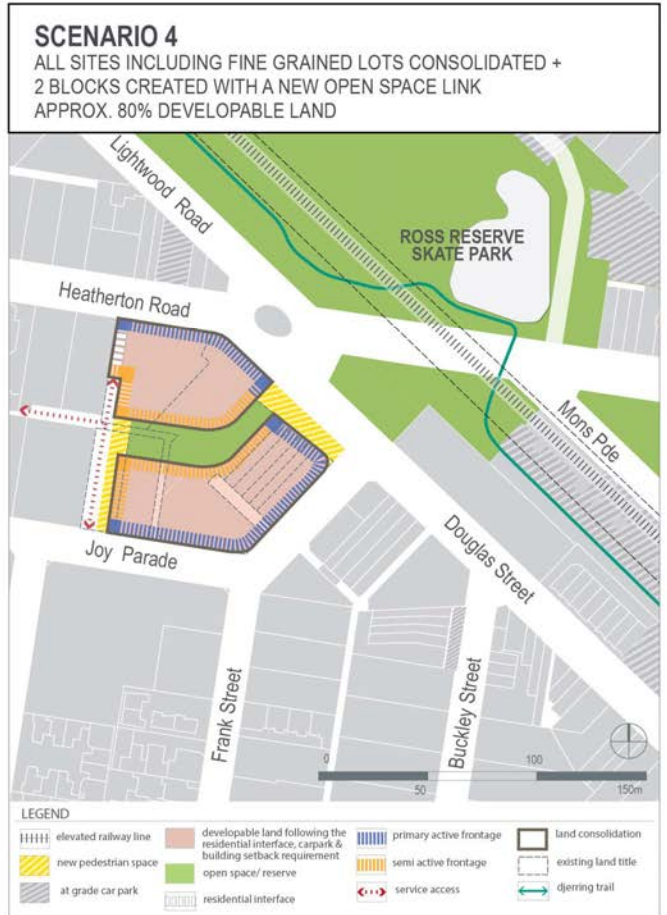 SCENARIO 4
ALL SITES INCLUDING FINE GRAINED LOTS CONSOLIDATED +
2 BLOCKS CREATED WITH A NEW OPEN SPACE LINK
APPROX. 80% DEVELOPABLE LAND
Lightwood Road
ROSS RESERVE
SKATE PARK
Heatherton Road
Mons Pde
Joy Parade
Douglas Street
Frank Street
Buckley Street
0
100
50
150m
LEGEND
elevated railway line
new pedestrian space
at grade car park
developable land following the
residential interface, carpark &
building setback requirement
open space/ reserve
residential interface
primary active frontage
semi active frontage
service access
land consolidation
existing land title
djerring trail